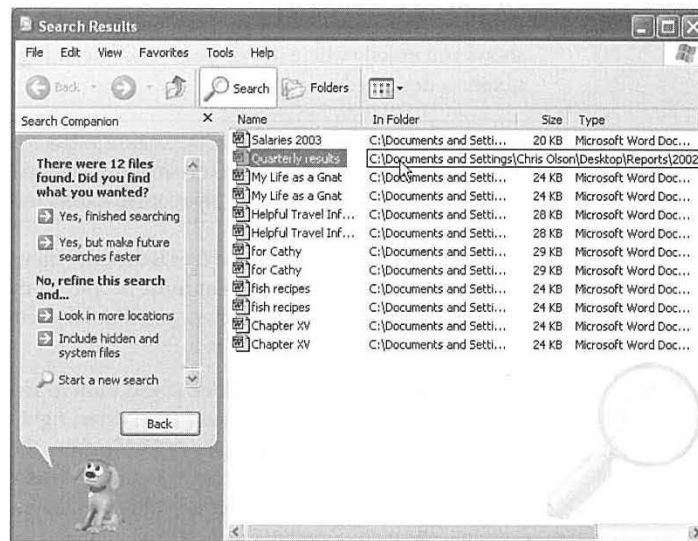 Search Results
File Edit View Favorites Tools Help
Back Search Folders
Search Companion
Name In Folder Size Type
There were 12 files
found. Did you find
what you wanted?
Yes, finished searching
Yes, but make future
searches faster
No, refine this search
and...
Look in more locations
Include hidden and
system files
Start a new search
Back
Salaries 2003 C:\Documents and Setti... 20 KB Microsoft Word Doc...
Quarterly results C:\Documents and Settings\Chris Olson\Desktop\Reports\2002
My Life as a Gnat C:\Documents and Setti... 24 KB Microsoft Word Doc...
My Life as a Gnat C:\Documents and Setti... 24 KB Microsoft Word Doc...
Helpful Travel Inf... C:\Documents and Setti... 28 KB Microsoft Word Doc...
Helpful Travel Inf... C:\Documents and Setti... 28 KB Microsoft Word Doc...
for Cathy C:\Documents and Setti... 29 KB Microsoft Word Doc...
for Cathy C:\Documents and Setti... 29 KB Microsoft Word Doc...
fish recipes C:\Documents and Setti... 24 KB Microsoft Word Doc...
fish recipes C:\Documents and Setti... 24 KB Microsoft Word Doc...
Chapter XV C:\Documents and Setti... 24 KB Microsoft Word Doc...
Chapter XV C:\Documents and Setti... 24 KB Microsoft Word Doc...